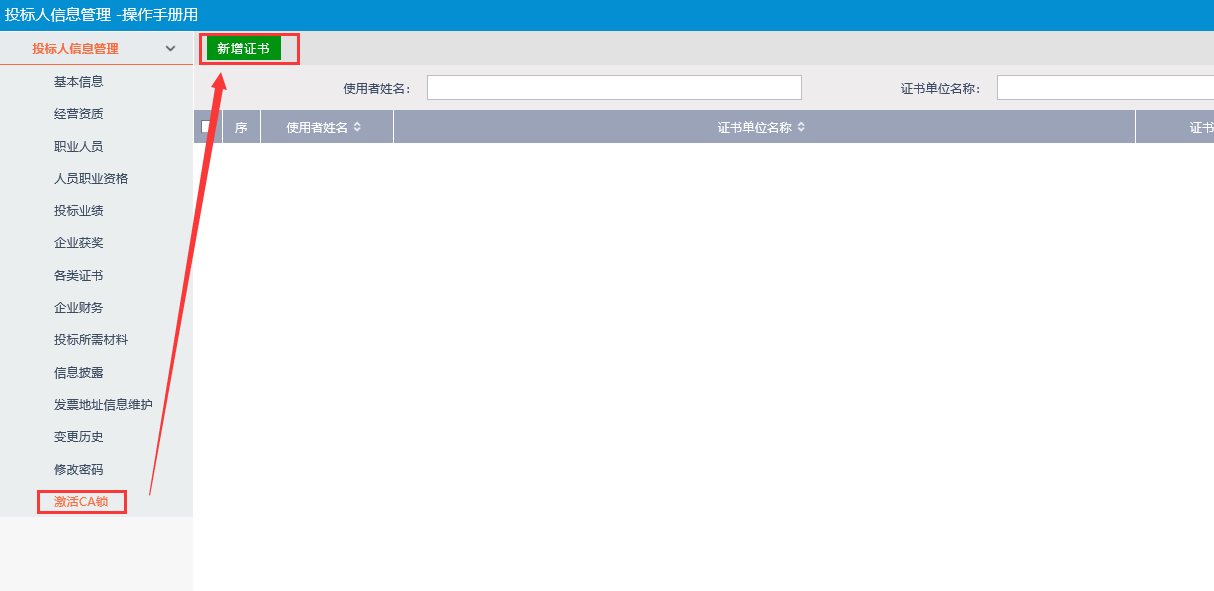 投标人信息管理 -操作手册用
投标人信息管理
基本信息
经营资质
职业人员
人员职业资格
投标业绩
企业获奖
各类证书
企业财务
投标所需材料
信息披露
发票地址信息维护
变更历史
修改密码
激活CA锁
新增证书
使用者姓名： 证书单位名称：
序 使用者姓名 证书单位名称 证书